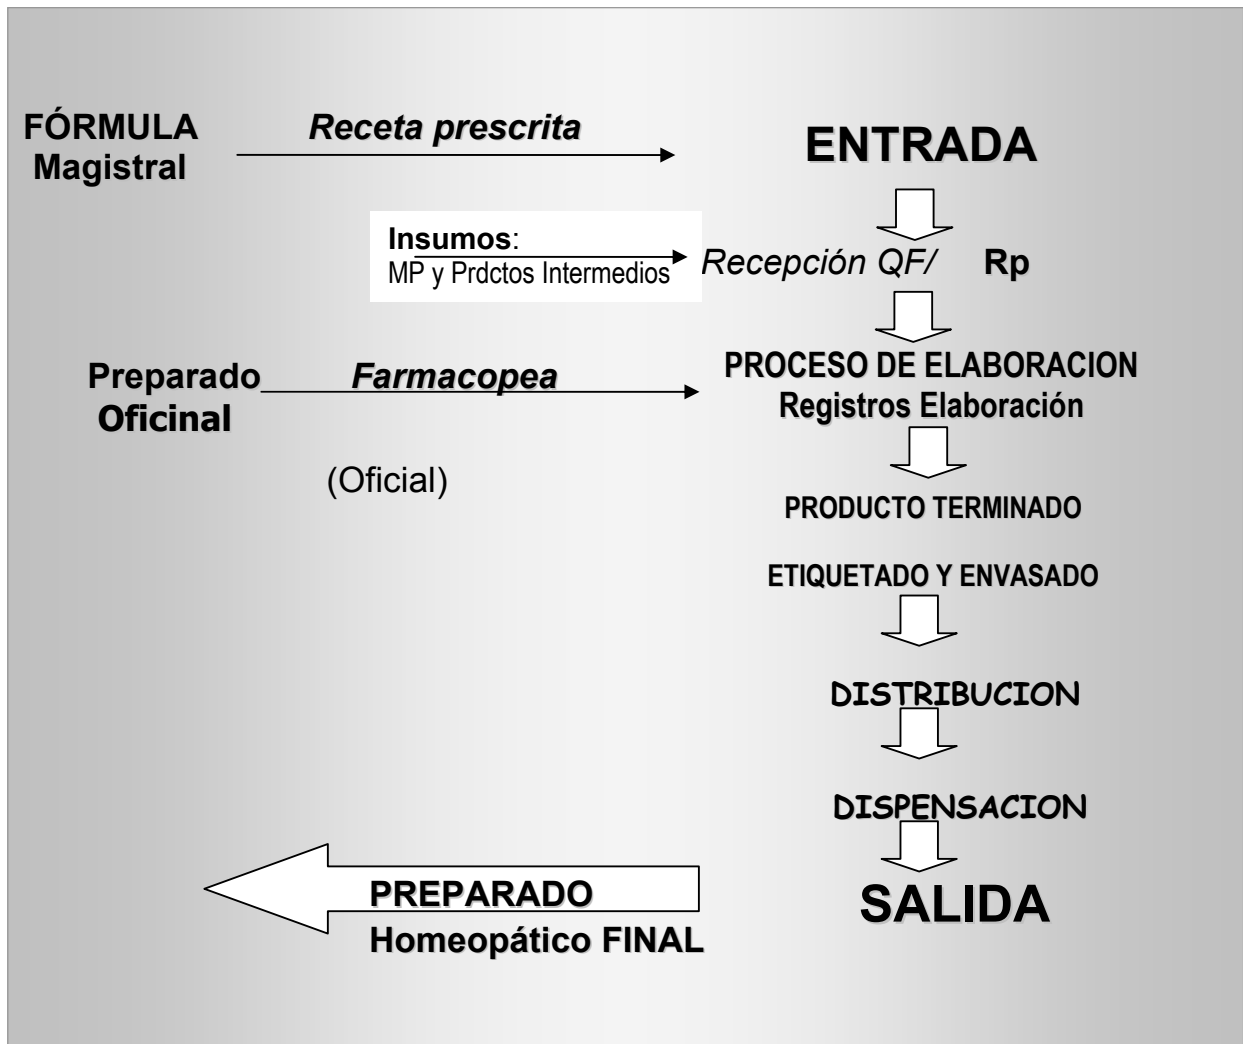 FÓRMULA
Magistral
Receta prescrita
ENTRADA
Insumos:
MP y Prdctos Intermedios
Recepción QF/ Rp
Preparado
Oficinal
Farmacopea
(Oficial)
PROCESO DE ELABORACION
Registros Elaboración
PRODUCTO TERMINADO
ETIQUETADO Y ENVASADO
DISTRIBUCION
DISPENSACION
SALIDA
PREPARADO
Homeopático FINAL